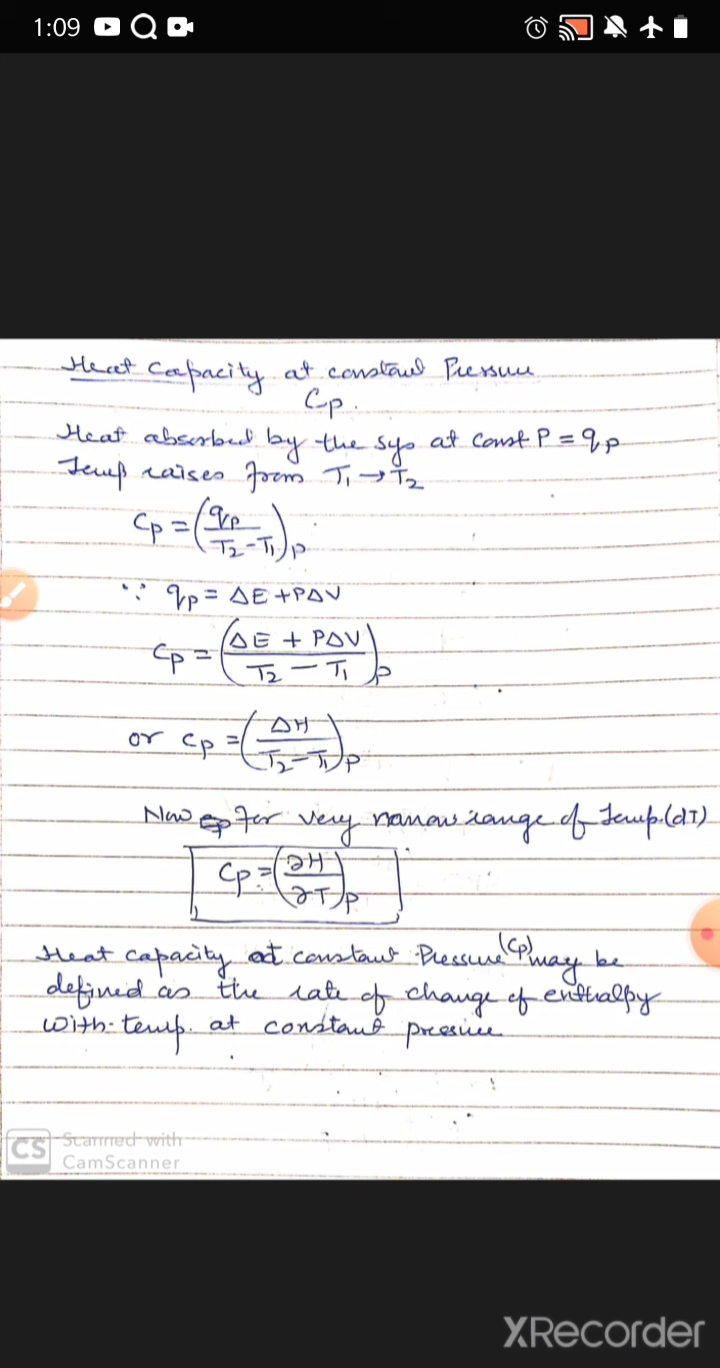 1:09
Heat Capacity at constant Pressure
Cp.
Heat absorbed by the sys at const P = qp
Temp raises from T₁ → T₂
Cp = (qp / T₂ - T₁)p
∵ qp = ΔE + PΔV
Cp = (ΔE + PΔV / T₂ - T₁)p
or Cp = (ΔH / T₂ - T₁)p
Now for very narrow range of Temp.(dT)
Cp = (∂H / ∂T)p
Heat capacity at constant Pressure (Cp) may be
defined as the rate of change of enthalpy
with temp. at constant pressure
CS Scanned with
CamScanner
XRecorder